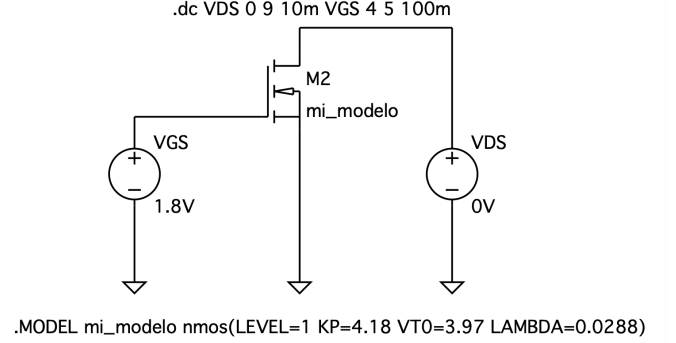 .dc VDS 0 9 10m VGS 4 5 100m
M2
mi_modelo
VGS
VDS
1.8V
0V
.MODEL mi_modelo nmos(LEVEL=1 KP=4.18 VTO=3.97 LAMBDA=0.0288)